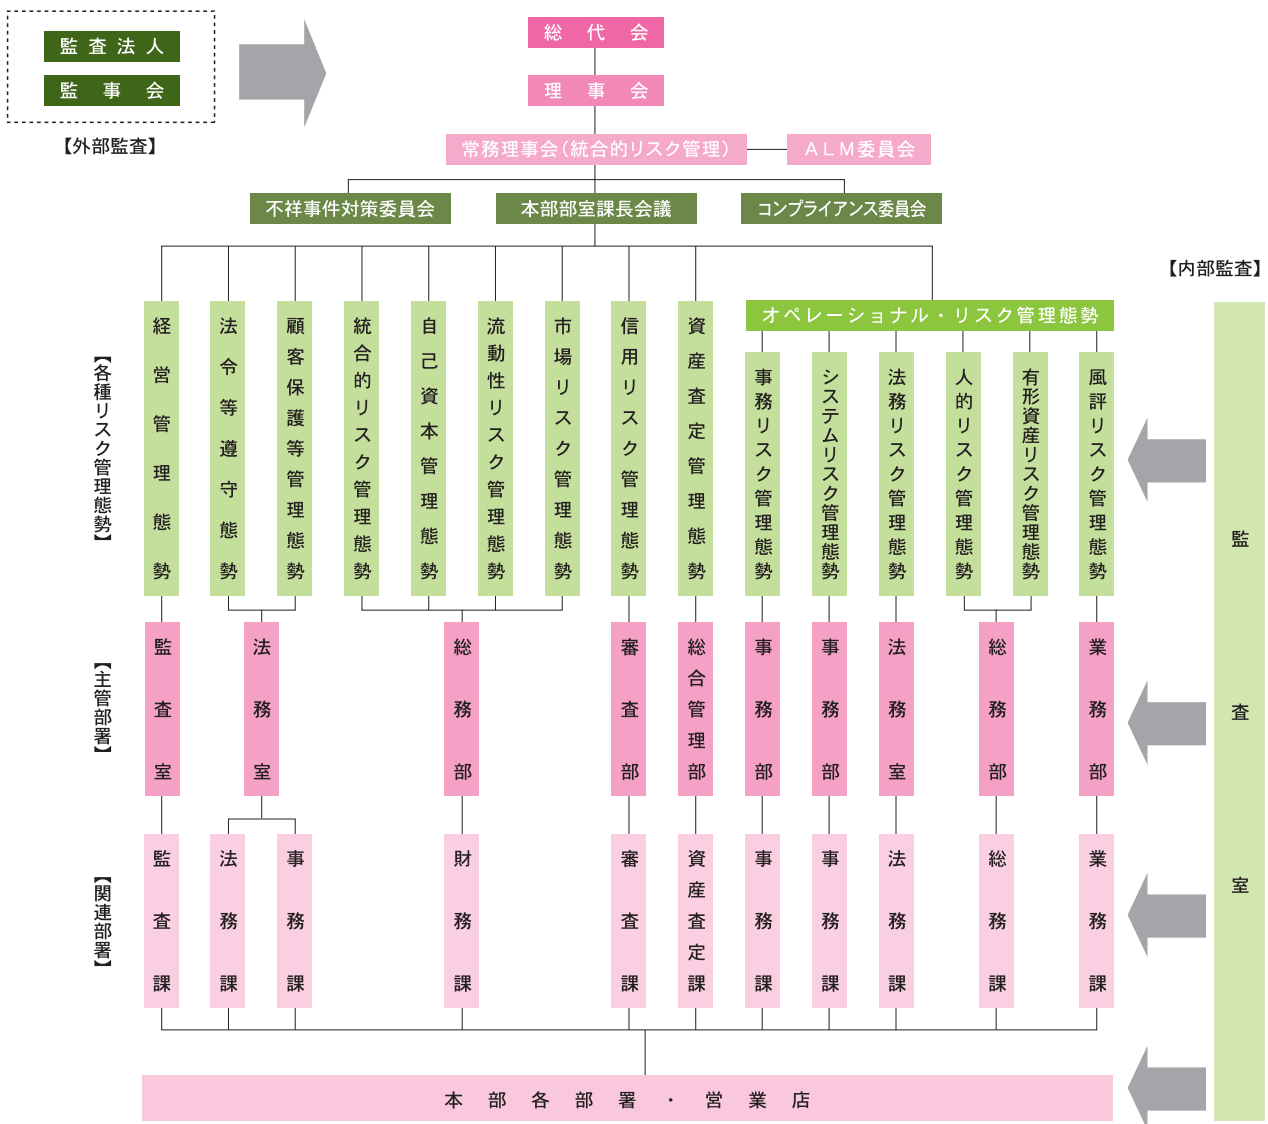 監査法人
監事会
【外部監査】
総代会
理事会
常務理事会（統合的リスク管理）
ALM委員会
不祥事件対策委員会
本部部室課長会議
コンプライアンス委員会
【内部監査】
【各種リスク管理態勢】
経営管理態勢
法令等遵守態勢
顧客保護等管理態勢
統合的リスク管理態勢
自己資本管理態勢
流動性リスク管理態勢
市場リスク管理態勢
信用リスク管理態勢
資産査定管理態勢
オペレーショナル・リスク管理態勢
事務リスク管理態勢
システムリスク管理態勢
法務リスク管理態勢
人的リスク管理態勢
有形資産リスク管理態勢
風評リスク管理態勢
【主管部署】
監査室
法務室
総務部
審査部
総合管理部
事務部
事務部
法務室
総務部
業務部
【関連部署】
監査課
法務課
事務課
財務課
審査課
資産査定課
事務課
事務課
法務課
総務課
業務課
監査室
本部各部署・営業店